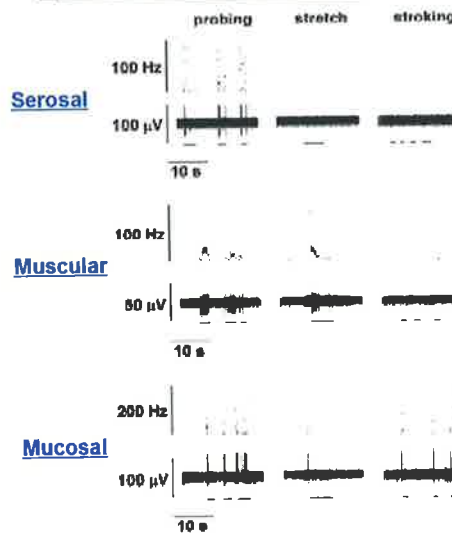 probing stretch stroking
100 Hz
Serosal
100 µV
10 s
100 Hz
Muscular
50 µV
10 s
200 Hz
Mucosal
100 µV
10 s